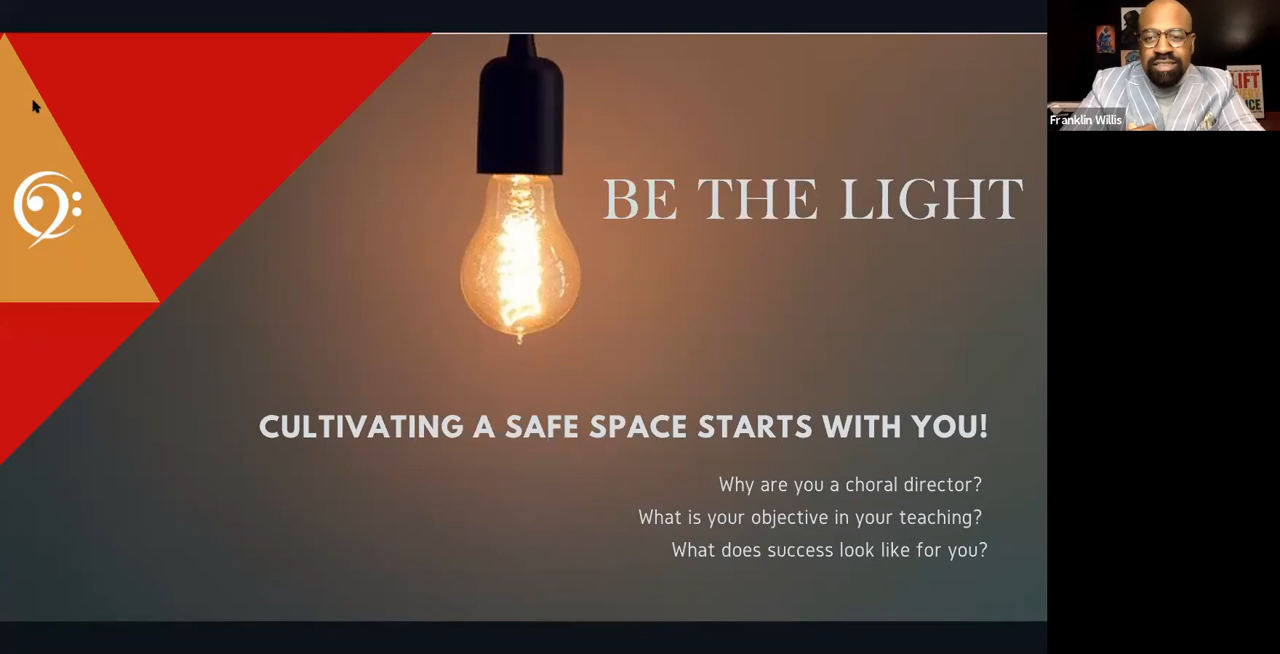 BE THE LIGHT
CULTIVATING A SAFE SPACE STARTS WITH YOU!
Why are you a choral director?
What is your objective in your teaching?
What does success look like for you?
Franklin Willis
LIFT